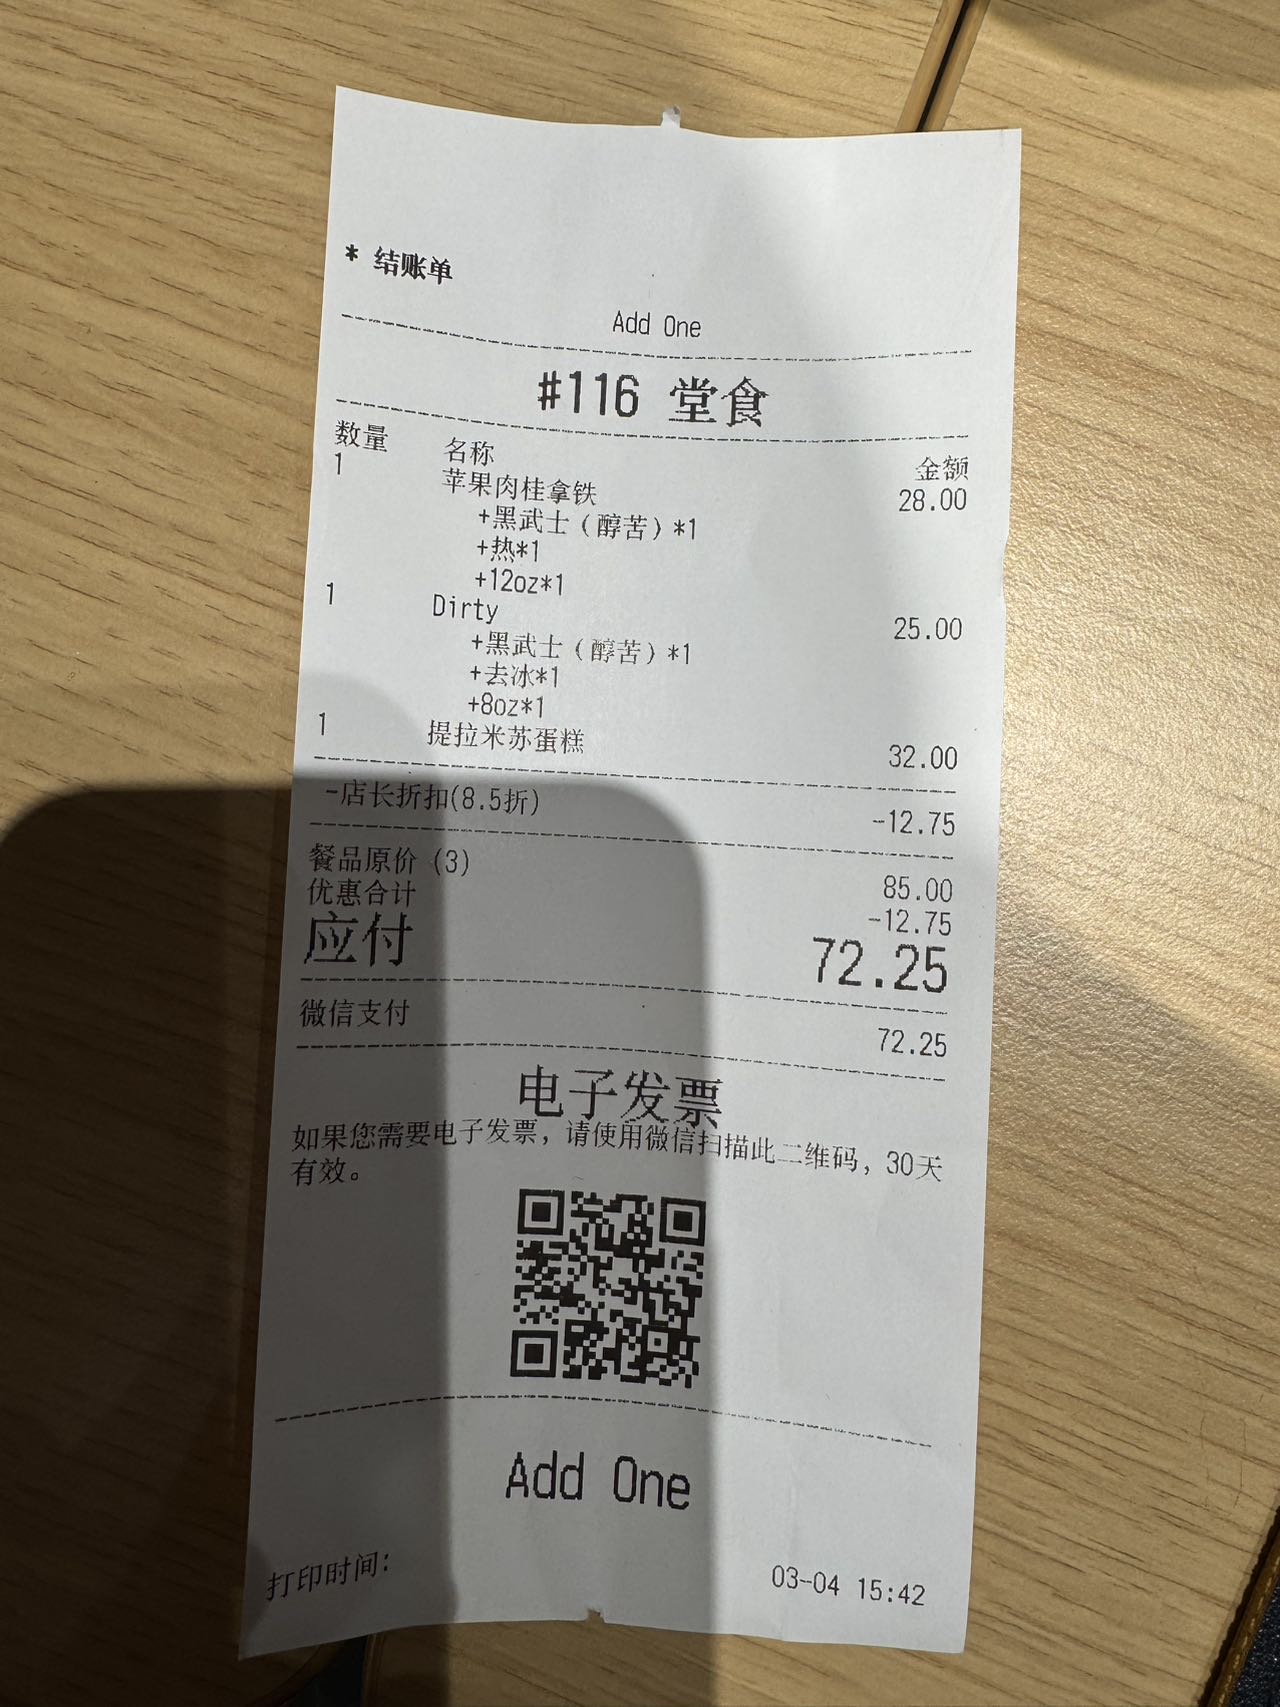 * 结账单
Add One
#116 堂食
数量 名称 金额
1 苹果肉桂拿铁 28.00
+黑武士（醇苦）*1
+热*1
+12oz*1
1 Dirty 25.00
+黑武士（醇苦）*1
+去冰*1
+8oz*1
1 提拉米苏蛋糕 32.00
-店长折扣(8.5折) -12.75
餐品原价 (3) 85.00
优惠合计 -12.75
应付 72.25
微信支付 72.25
电子发票
如果您需要电子发票，请使用微信扫描此二维码，30天
有效。
Add One
打印时间: 03-04 15:42